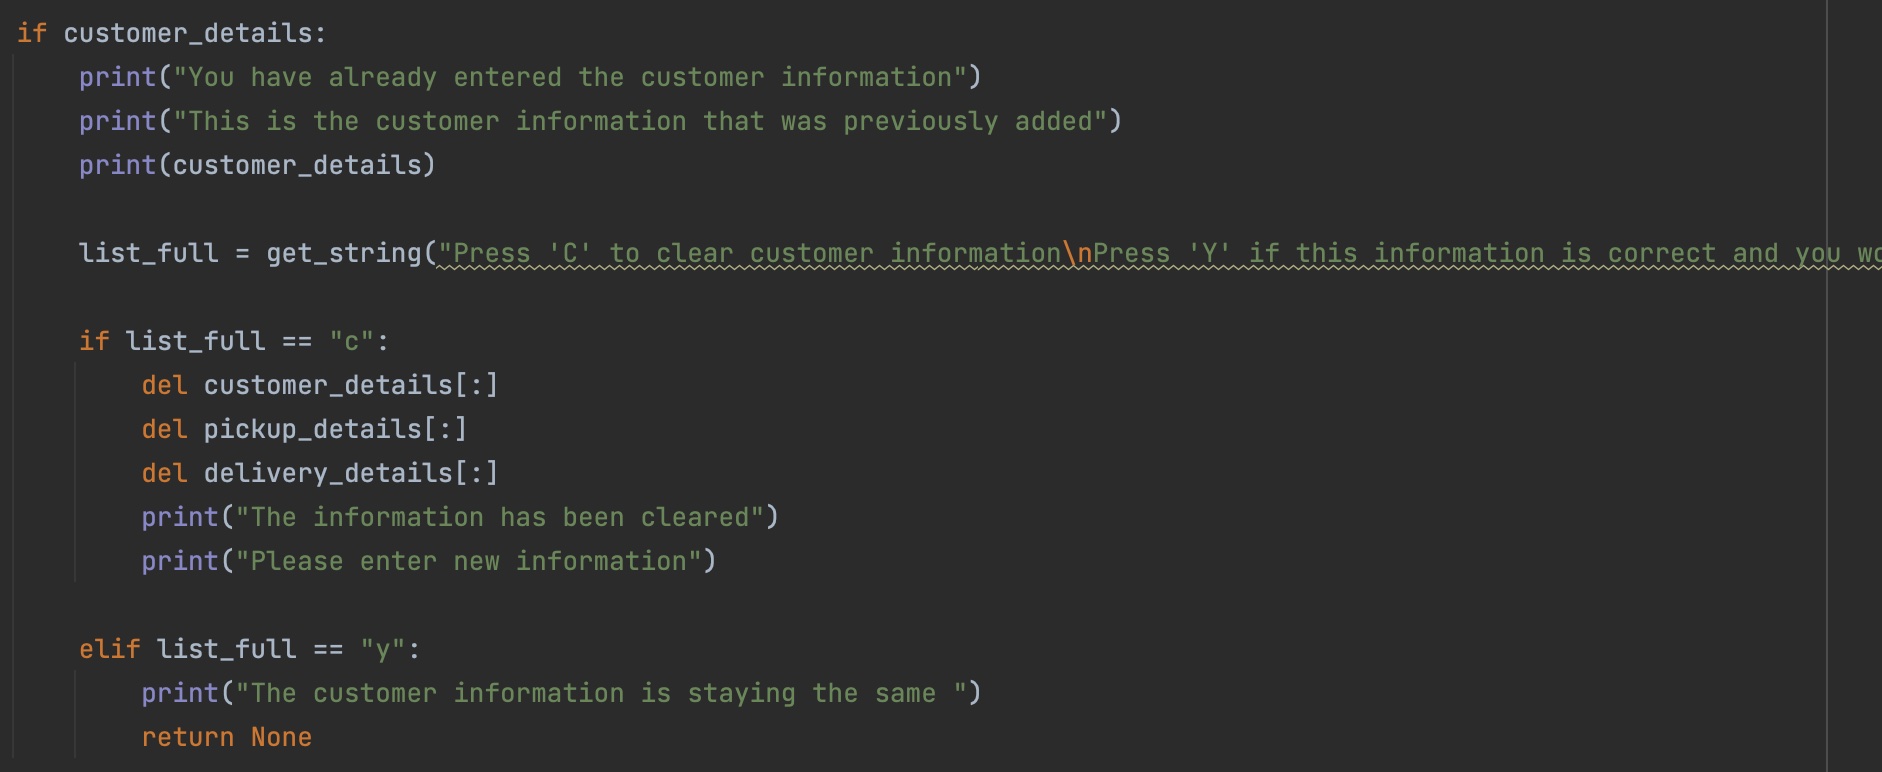 if customer_details:
    print("You have already entered the customer information")
    print("This is the customer information that was previously added")
    print(customer_details)
    list_full = get_string("Press 'C' to clear customer information\nPress 'Y' if this information is correct and you
    if list_full == "c":
        del customer_details[:]
        del pickup_details[:]
        del delivery_details[:]
        print("The information has been cleared")
        print("Please enter new information")
    elif list_full == "y":
        print("The customer information is staying the same ")
        return None